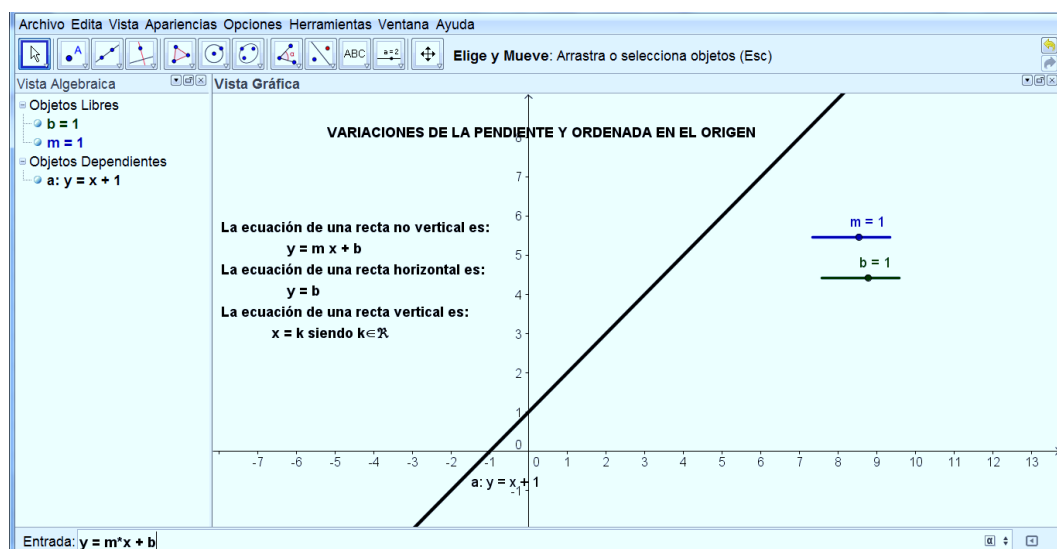 Archivo Edita Vista Apariencias Opciones Herramientas Ventana Ayuda
A
α
ABC
a=2
Elige y Mueve: Arrastra o selecciona objetos (Esc)
Vista Algebraica
Vista Gráfica
Objetos Libres
b = 1
m = 1
Objetos Dependientes
a: y = x + 1
VARIACIONES DE LA PENDIENTE Y ORDENADA EN EL ORIGEN
La ecuación de una recta no vertical es:
y = m x + b
La ecuación de una recta horizontal es:
y = b
La ecuación de una recta vertical es:
x = k siendo k∈ℜ
m = 1
b = 1
8
7
6
5
4
3
2
1
0
-1
-7 -6 -5 -4 -3 -2 -1 0 1 2 3 4 5 6 7 8 9 10 11 12 13
a: y = x + 1
Entrada: y = m*x + b
α